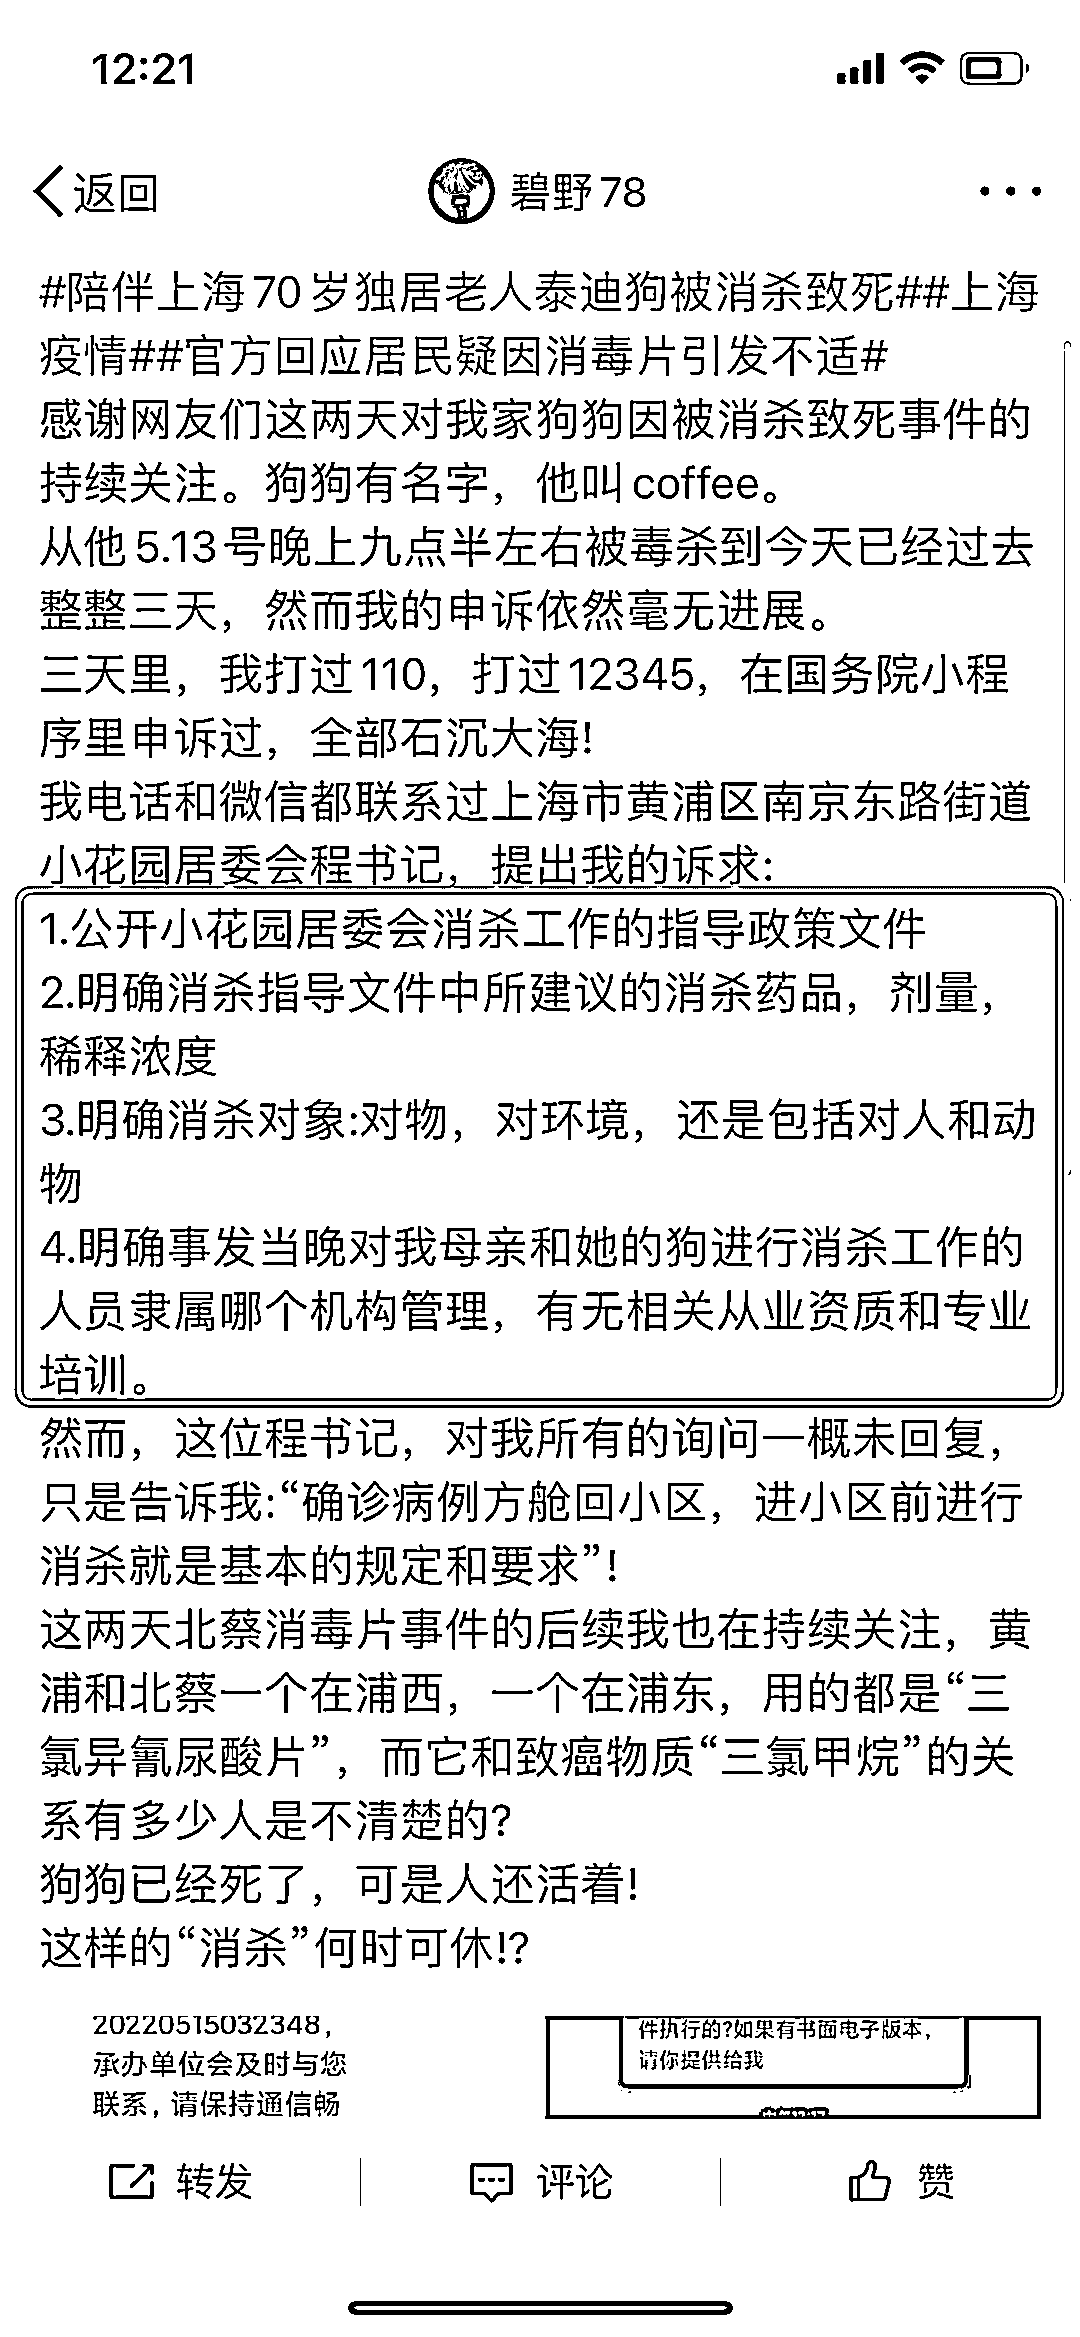 12:21
返回
碧野78
#陪伴上海70岁独居老人泰迪狗被消杀致死##上海
疫情##官方回应居民疑因消毒片引发不适#
感谢网友们这两天对我家狗狗因被消杀致死事件的
持续关注。狗狗有名字，他叫coffee。
从他5.13号晚上九点半左右被毒杀到今天已经过去
整整三天，然而我的申诉依然毫无进展。
三天里，我打过110，打过12345，在国务院小程
序里申诉过，全部石沉大海!
我电话和微信都联系过上海市黄浦区南京东路街道
小花园居委会程书记，提出我的诉求:
1.公开小花园居委会消杀工作的指导政策文件
2.明确消杀指导文件中所建议的消杀药品，剂量，
稀释浓度
3.明确消杀对象:对物，对环境，还是包括对人和动
物
4.明确事发当晚对我母亲和她的狗进行消杀工作的
人员隶属哪个机构管理，有无相关从业资质和专业
培训。
然而，这位程书记，对我所有的询问一概未回复，
只是告诉我:“确诊病例方舱回小区，进小区前进行
消杀就是基本的规定和要求”!
这两天北蔡消毒片事件的后续我也在持续关注，黄
浦和北蔡一个在浦西，一个在浦东，用的都是“三
氯异氰尿酸片”，而它和致癌物质“三氯甲烷”的关
系有多少人是不清楚的?
狗狗已经死了，可是人还活着!
这样的“消杀”何时可休!?
20220515032348，
承办单位会及时与您
联系，请保持通信畅
件执行的?如果有书面电子版本，
请你提供给我
转发
评论
赞